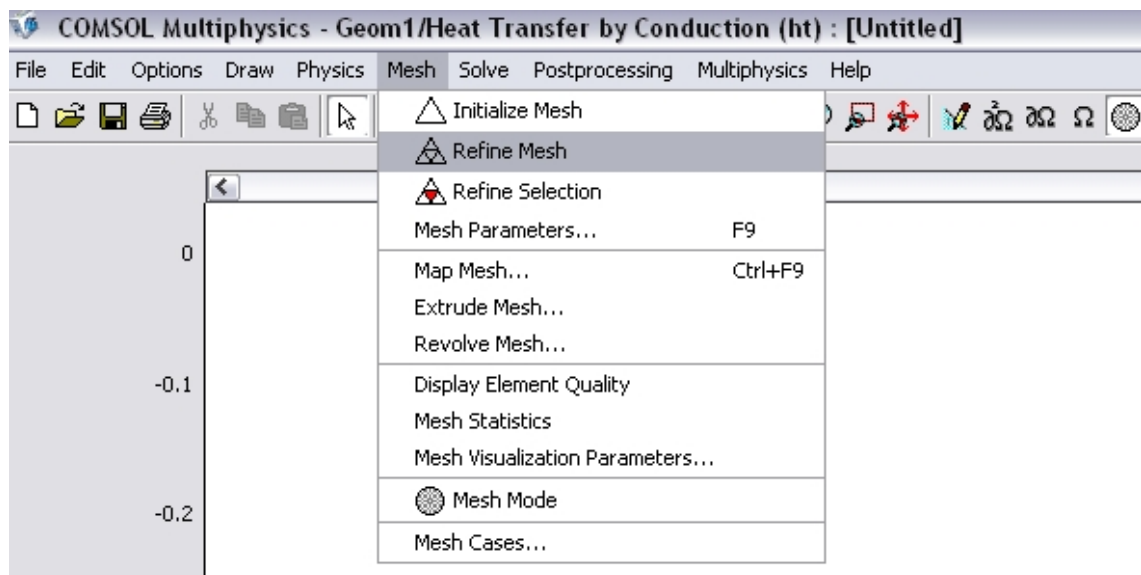 COMSOL Multiphysics - Geom1/Heat Transfer by Conduction (ht) : [Untitled]
File Edit Options Draw Physics Mesh Solve Postprocessing Multiphysics Help
∂Ω ∂Ω Ω
Initialize Mesh
Refine Mesh
Refine Selection
Mesh Parameters... F9
Map Mesh... Ctrl+F9
Extrude Mesh...
Revolve Mesh...
Display Element Quality
Mesh Statistics
Mesh Visualization Parameters...
Mesh Mode
Mesh Cases...
0
-0.1
-0.2